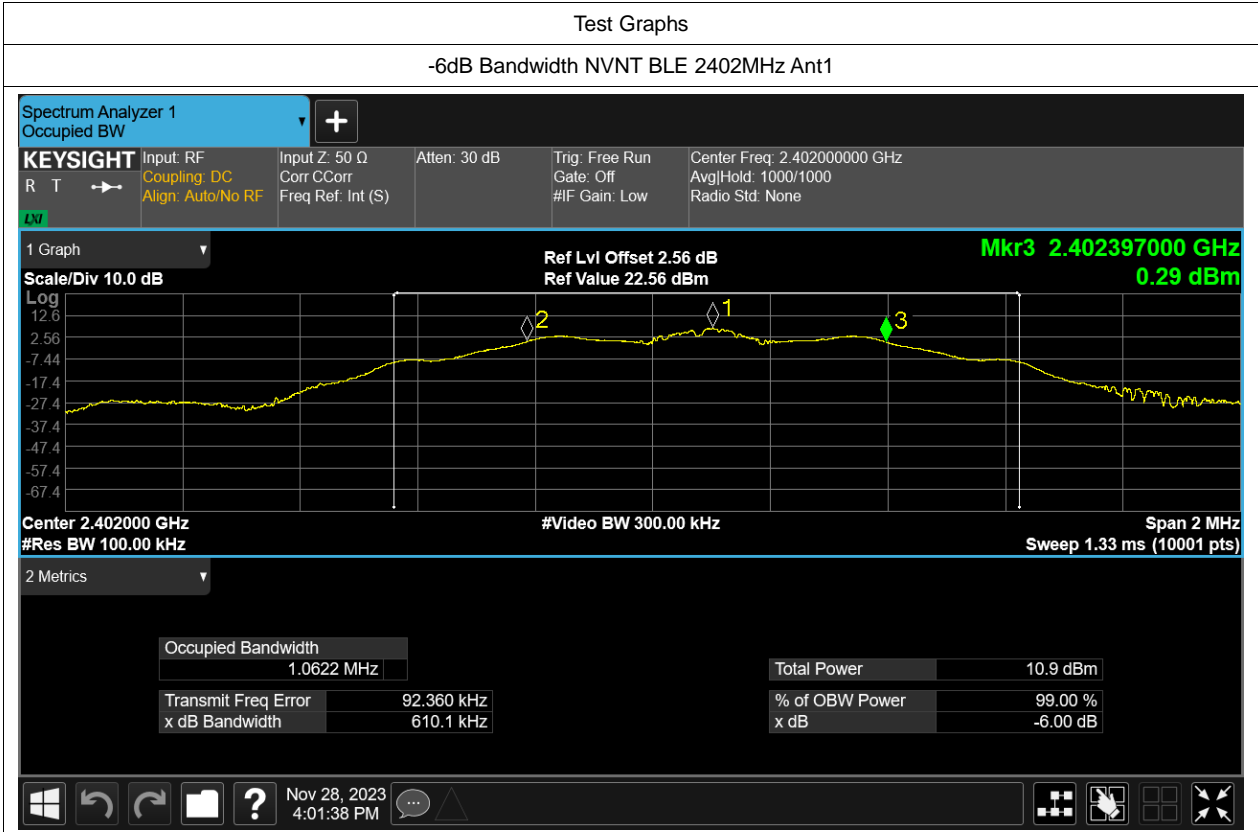 Test Graphs
-6dB Bandwidth NVNT BLE 2402MHz Ant1
Spectrum Analyzer 1
Occupied BW
KEYSIGHT
R T
LXI
Input: RF
Coupling: DC
Align: Auto/No RF
Input Z: 50 Ω
Corr CCorr
Freq Ref: Int (S)
Atten: 30 dB
Trig: Free Run
Gate: Off
#IF Gain: Low
Center Freq: 2.402000000 GHz
Avg|Hold: 1000/1000
Radio Std: None
1 Graph
Scale/Div 10.0 dB
Ref Lvl Offset 2.56 dB
Ref Value 22.56 dBm
Mkr3 2.402397000 GHz
0.29 dBm
Log
12.6
2.56
-7.44
-17.4
-27.4
-37.4
-47.4
-57.4
-67.4
2
1
3
Center 2.402000 GHz
#Res BW 100.00 kHz
#Video BW 300.00 kHz
Span 2 MHz
Sweep 1.33 ms (10001 pts)
2 Metrics
Occupied Bandwidth
1.0622 MHz
Transmit Freq Error 92.360 kHz
x dB Bandwidth 610.1 kHz
Total Power 10.9 dBm
% of OBW Power 99.00 %
x dB -6.00 dB
?
Nov 28, 2023
4:01:38 PM